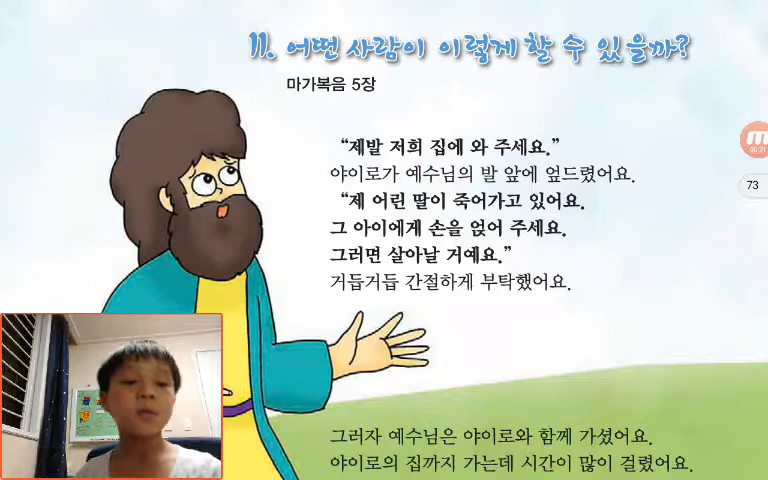 11. 어떤 사람이 이렇게 할 수 있을까?
마가복음 5장
“제발 저희 집에 와 주세요.”
야이로가 예수님의 발 앞에 엎드렸어요.
“제 어린 딸이 죽어가고 있어요.
그 아이에게 손을 얹어 주세요.
그러면 살아날 거예요.”
거듭거듭 간절하게 부탁했어요.
00:31
73
그러자 예수님은 야이로와 함께 가셨어요.
야이로의 집까지 가는데 시간이 많이 걸렸어요.